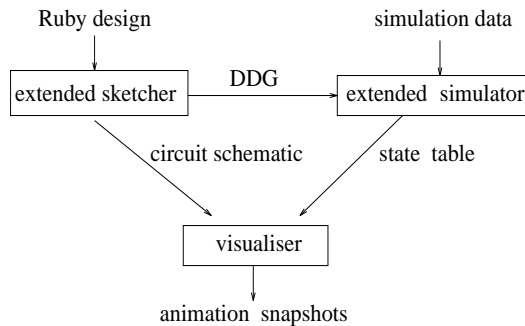 Ruby design
simulation data
extended sketcher
DDG
extended simulator
circuit schematic
state table
visualiser
animation snapshots